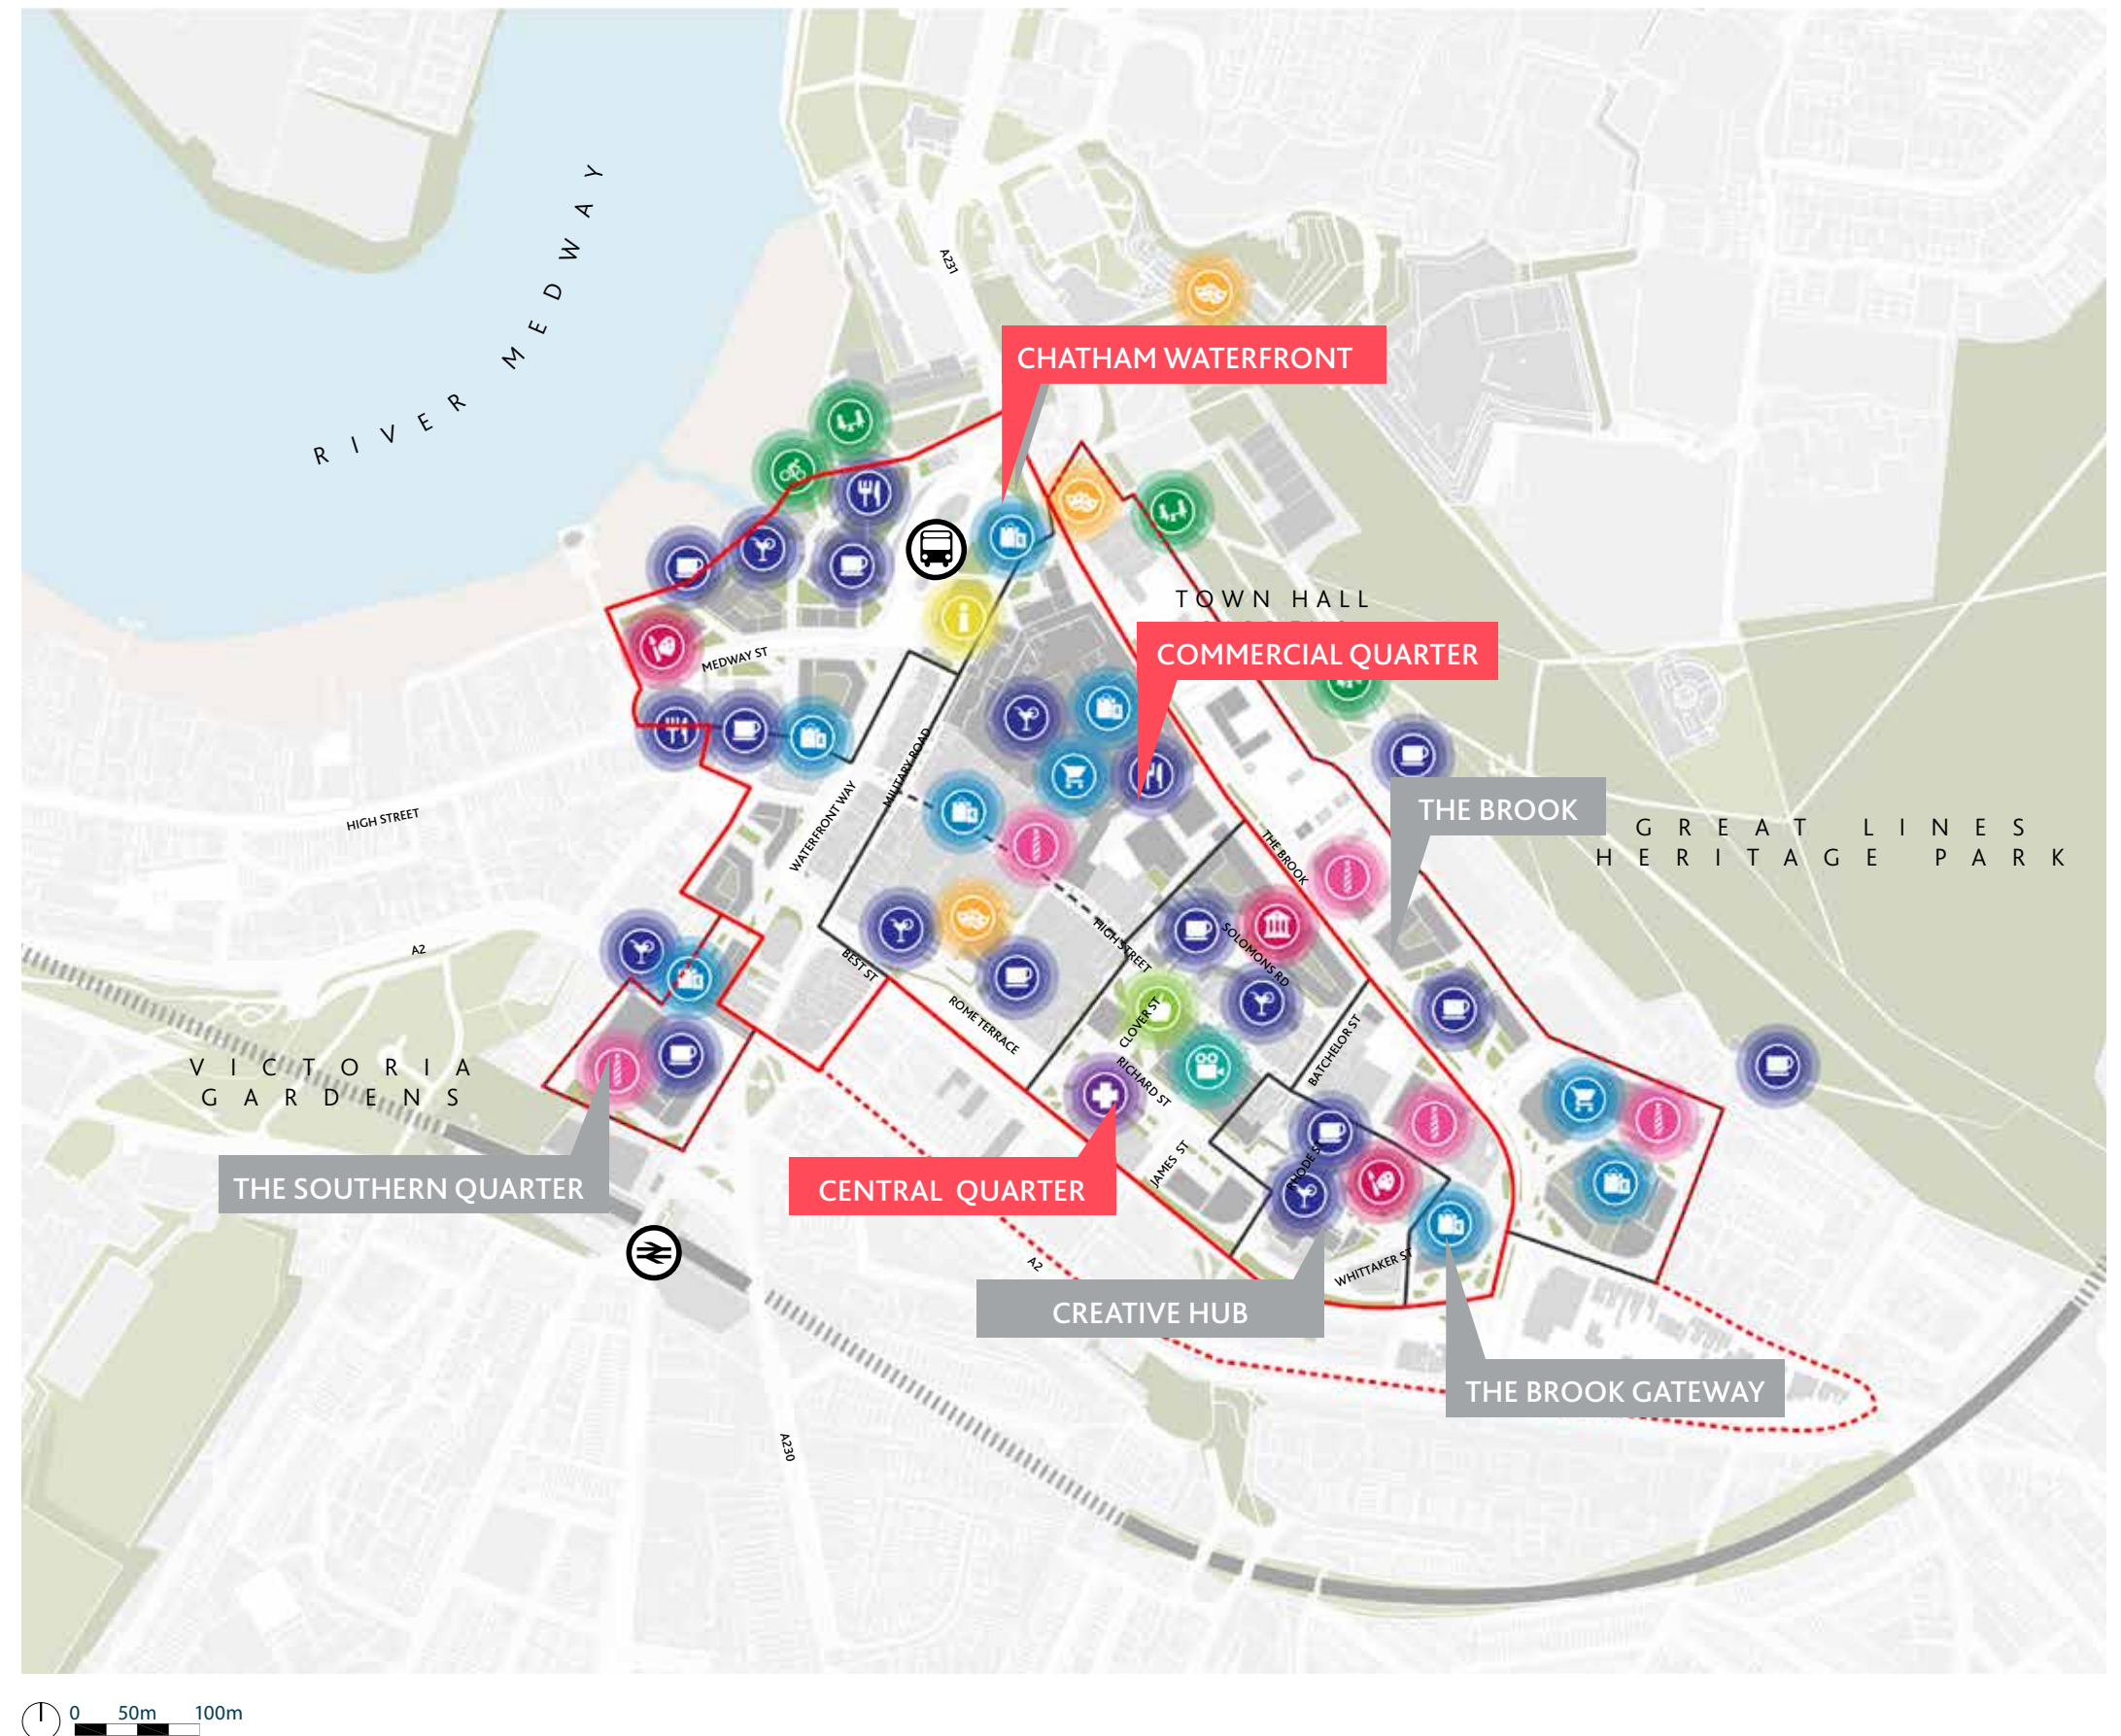 RIVER MEDWAY
A231
CHATHAM WATERFRONT
TOWN HALL
COMMERCIAL QUARTER
MEDWAY ST
MILITARY ROAD
WATERFRONT WAY
HIGH STREET
THE BROOK
THE BROOK
GREAT LINES
HERITAGE PARK
A2
BEST ST
HIGH STREET
SOLOMONS RD
ROME TERRACE
CLOVER ST
RICHARD ST
BATCHELOR ST
VICTORIA
GARDENS
JAMES ST
RHODE ST
THE SOUTHERN QUARTER
CENTRAL QUARTER
A2
WHITTAKER ST
CREATIVE HUB
THE BROOK GATEWAY
A230
0 50m 100m